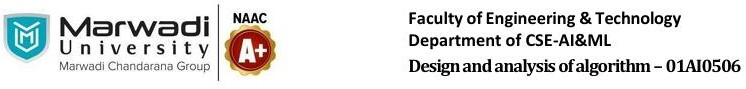 Marwadi
University
Marwadi Chandarana Group
NAAC
A+
Faculty of Engineering & Technology
Department of CSE-AI&ML
Design and analysis of algorithm – 01AI0506